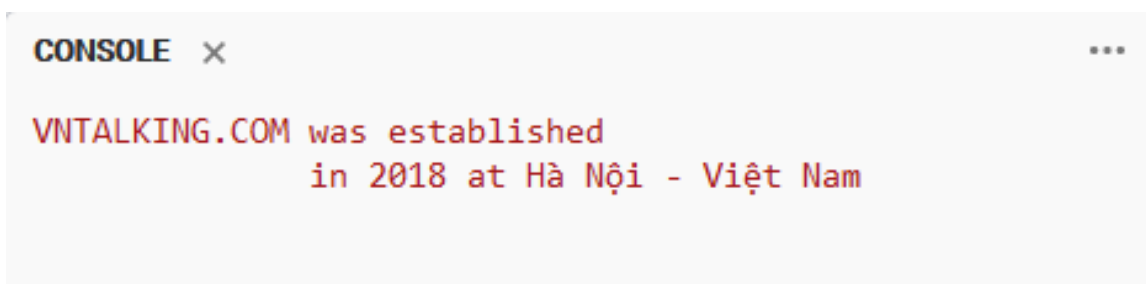 CONSOLE ×
VNTALKING.COM was established
in 2018 at Hà Nội - Việt Nam